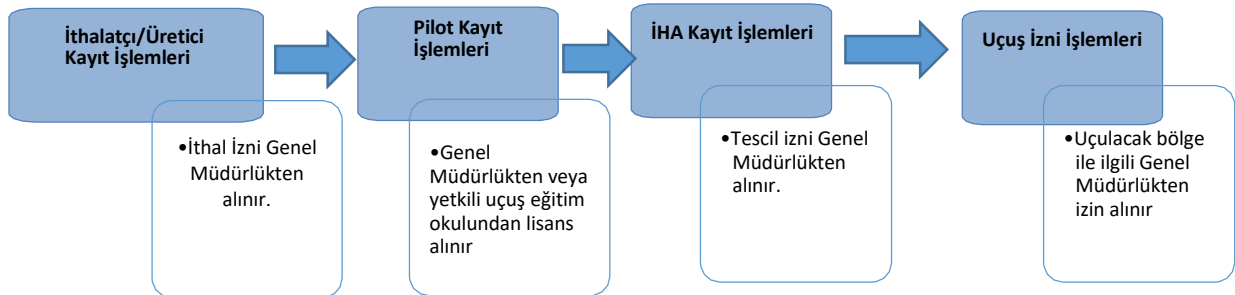 İthalatçı/Üretici
Kayıt İşlemleri
•İthal İzni Genel
Müdürlükten
alınır.
Pilot Kayıt
İşlemleri
•Genel
Müdürlükten veya
yetkili uçuş eğitim
okulundan lisans
alınır
İHA Kayıt İşlemleri
•Tescil izni Genel
Müdürlükten
alınır.
Uçuş İzni İşlemleri
•Uçulacak bölge
ile ilgili Genel
Müdürlükten
izin alınır